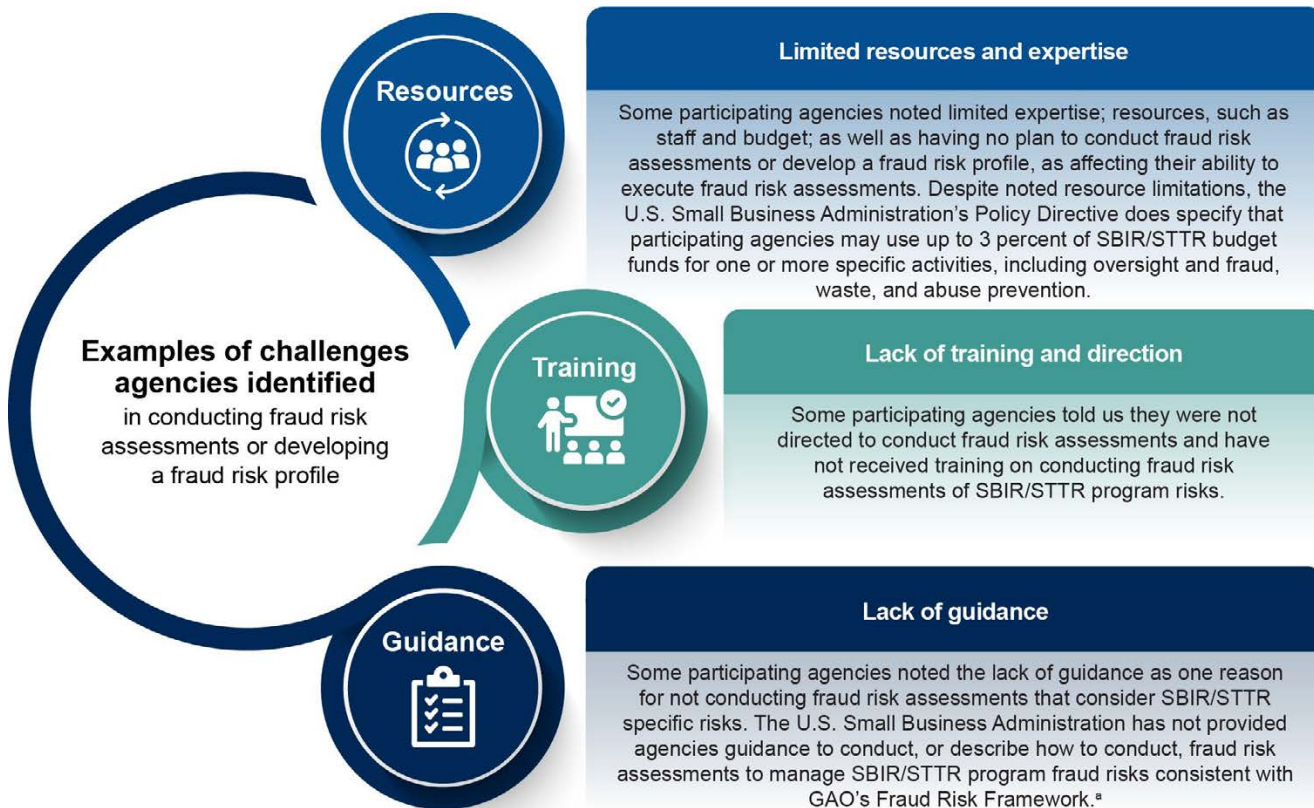 Examples of challenges
agencies identified
in conducting fraud risk
assessments or developing
a fraud risk profile
Resources
Limited resources and expertise
Some participating agencies noted limited expertise; resources, such as
staff and budget; as well as having no plan to conduct fraud risk
assessments or develop a fraud risk profile, as affecting their ability to
execute fraud risk assessments. Despite noted resource limitations, the
U.S. Small Business Administration’s Policy Directive does specify that
participating agencies may use up to 3 percent of SBIR/STTR budget
funds for one or more specific activities, including oversight and fraud,
waste, and abuse prevention.
Training
Lack of training and direction
Some participating agencies told us they were not
directed to conduct fraud risk assessments and have
not received training on conducting fraud risk
assessments of SBIR/STTR program risks.
Guidance
Lack of guidance
Some participating agencies noted the lack of guidance as one reason
for not conducting fraud risk assessments that consider SBIR/STTR
specific risks. The U.S. Small Business Administration has not provided
agencies guidance to conduct, or describe how to conduct, fraud risk
assessments to manage SBIR/STTR program fraud risks consistent with
GAO’s Fraud Risk Framework.ᵃ